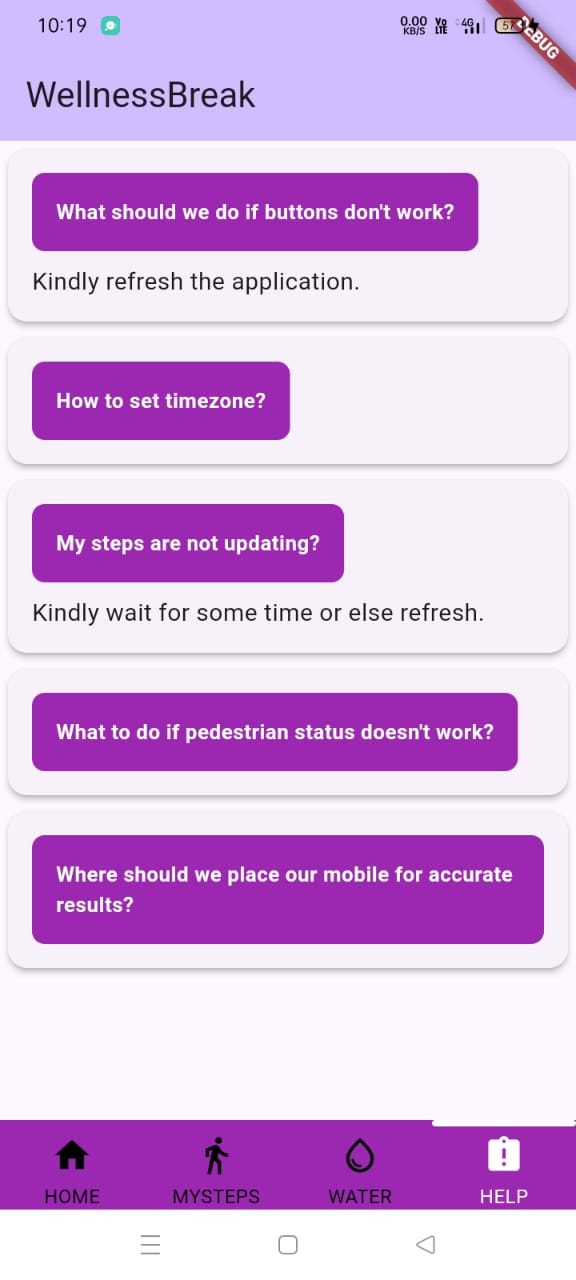 10:19
0.00 KB/S
Vo LTE
4G
57
DEBUG
WellnessBreak
What should we do if buttons don't work?
Kindly refresh the application.
How to set timezone?
My steps are not updating?
Kindly wait for some time or else refresh.
What to do if pedestrian status doesn't work?
Where should we place our mobile for accurate
results?
HOME
MYSTEPS
WATER
HELP